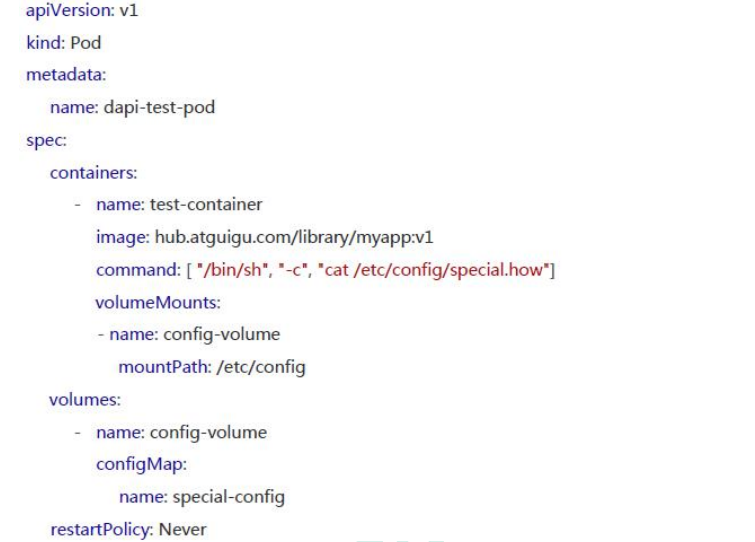 apiVersion: v1
kind: Pod
metadata:
  name: dapi-test-pod
spec:
  containers:
    - name: test-container
      image: hub.atguigu.com/library/myapp:v1
      command: [ "/bin/sh", "-c", "cat /etc/config/special.how"]
      volumeMounts:
      - name: config-volume
        mountPath: /etc/config
  volumes:
    - name: config-volume
      configMap:
        name: special-config
  restartPolicy: Never